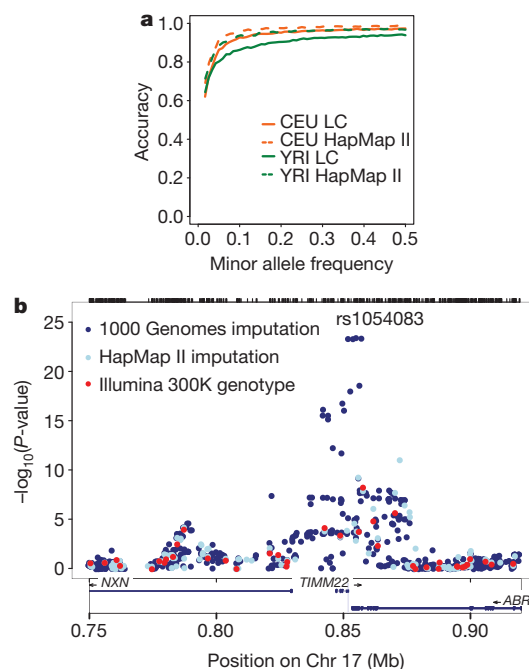 a
1.0
0.8
0.6
0.4
0.2
0.0
Accuracy
CEU LC
CEU HapMap II
YRI LC
YRI HapMap II
0.0 0.1 0.2 0.3 0.4 0.5
Minor allele frequency
b
25
20
15
10
5
0
–log10(P-value)
rs1054083
1000 Genomes imputation
HapMap II imputation
Illumina 300K genotype
NXN
TIMM22
ABR
0.75 0.80 0.85 0.90
Position on Chr 17 (Mb)